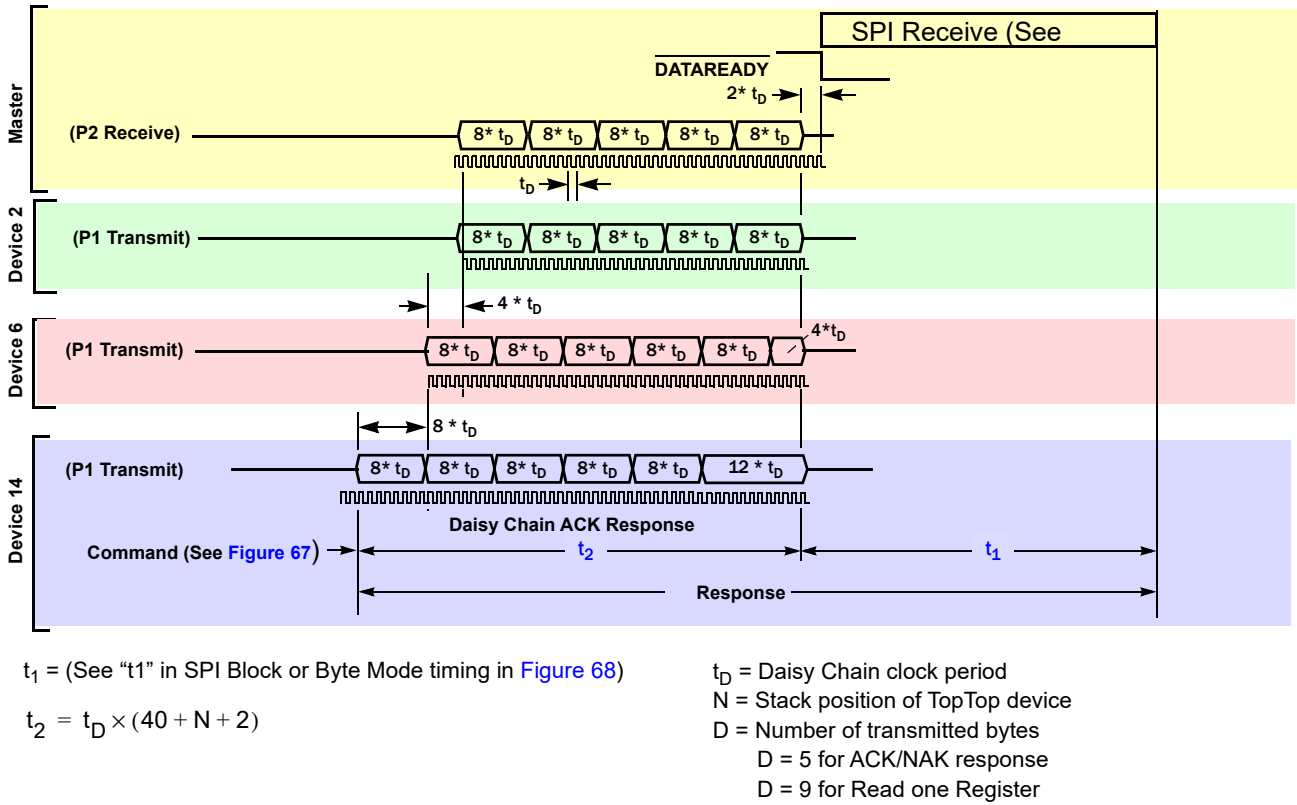 SPI Receive (See
DATAREADY
2* tD
Master
(P2 Receive)
8* tD 8* tD 8* tD 8* tD 8* tD
tD
Device 2
(P1 Transmit)
8* tD 8* tD 8* tD 8* tD 8* tD
4 * tD
Device 6
(P1 Transmit)
8* tD 8* tD 8* tD 8* tD 8* tD
4*tD
8 * tD
Device 14
(P1 Transmit)
8* tD 8* tD 8* tD 8* tD 8* tD 12 * tD
Daisy Chain ACK Response
Command (See Figure 67)
t2
t1
Response
t1 = (See “t1” in SPI Block or Byte Mode timing in Figure 68)
t2 = tD × (40 + N + 2)
tD = Daisy Chain clock period
N = Stack position of TopTop device
D = Number of transmitted bytes
D = 5 for ACK/NAK response
D = 9 for Read one Register